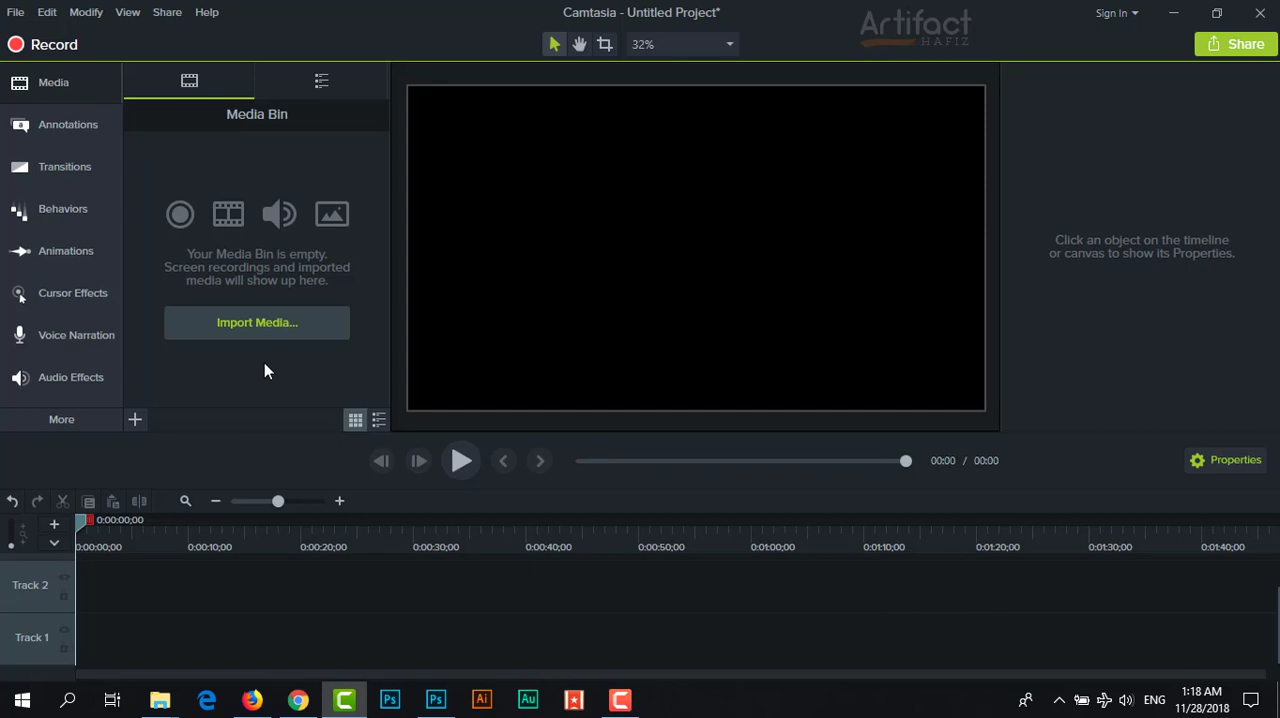 File Edit Modify View Share Help
Camtasia - Untitled Project*
Artifact
HAFIZ
Sign In
Record
32%
Share
Media
Annotations
Transitions
Behaviors
Animations
Cursor Effects
Voice Narration
Audio Effects
More
Media Bin
Your Media Bin is empty.
Screen recordings and imported
media will show up here.
Import Media...
Click an object on the timeline
or canvas to show its Properties.
00:00 / 00:00
Properties
0:00:00;00
0:00:00;00 0:00:10;00 0:00:20;00 0:00:30;00 0:00:40;00 0:00:50;00 0:01:00;00 0:01:10;00 0:01:20;00 0:01:30;00 0:01:40;00
Track 2
Track 1
Ps Ps Ai Au
ENG
1:18 AM
11/28/2018